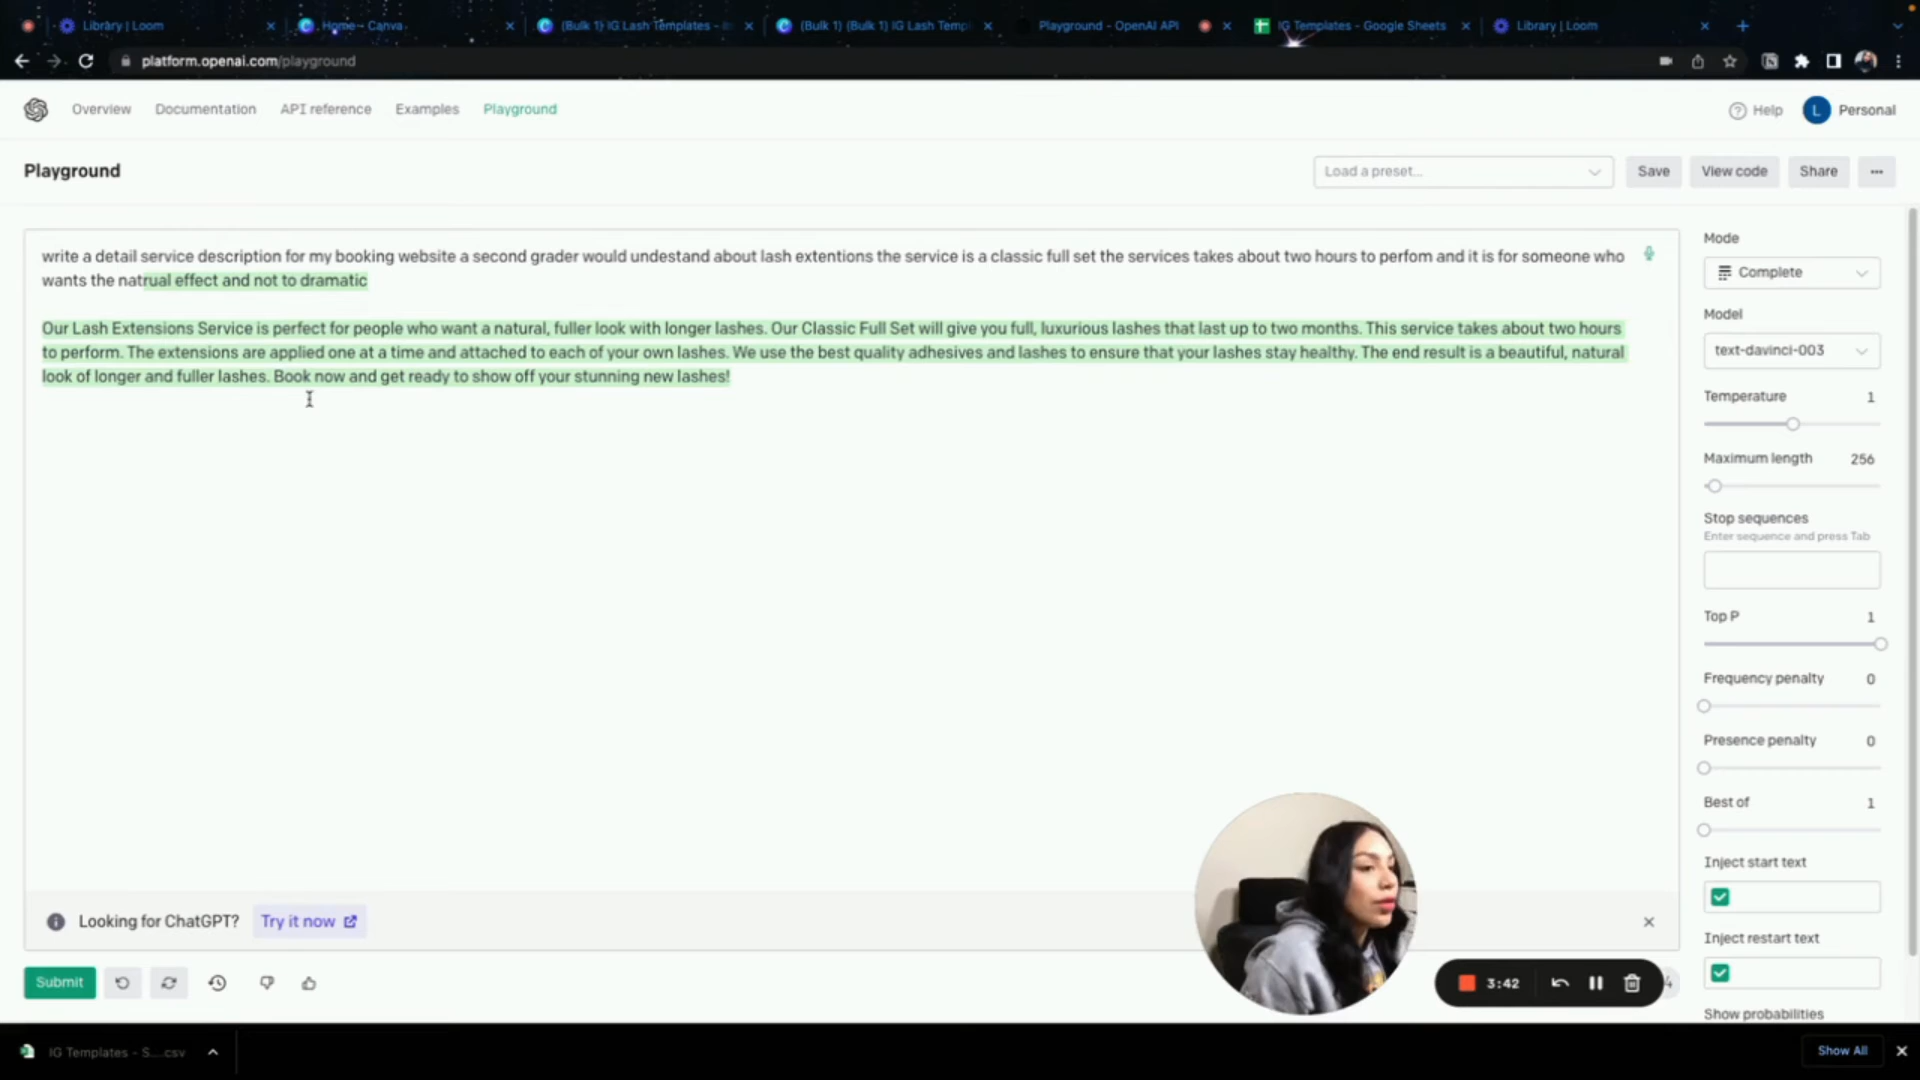 Library | Loom
Home - Canva
(Bulk 1) IG Lash Templates -
(Bulk 1) (Bulk 1) IG Lash Temp
Playground - OpenAI API
IG Templates - Google Sheets
Library | Loom
platform.openai.com/playground
Overview
Documentation
API reference
Examples
Playground
Help
L
Personal
Playground
Load a preset...
Save
View code
Share
write a detail service description for my booking website a second grader would undestand about lash extentions the service is a classic full set the services takes about two hours to perfom and it is for someone who
wants the natrual effect and not to dramatic
Our Lash Extensions Service is perfect for people who want a natural, fuller look with longer lashes. Our Classic Full Set will give you full, luxurious lashes that last up to two months. This service takes about two hours
to perform. The extensions are applied one at a time and attached to each of your own lashes. We use the best quality adhesives and lashes to ensure that your lashes stay healthy. The end result is a beautiful, natural
look of longer and fuller lashes. Book now and get ready to show off your stunning new lashes!
Mode
Complete
Model
text-davinci-003
Temperature 1
Maximum length 256
Stop sequences
Enter sequence and press Tab
Top P 1
Frequency penalty 0
Presence penalty 0
Best of 1
Inject start text
Inject restart text
Show probabilities
Looking for ChatGPT? Try it now
Submit
3:42
IG Templates - S....csv
Show All